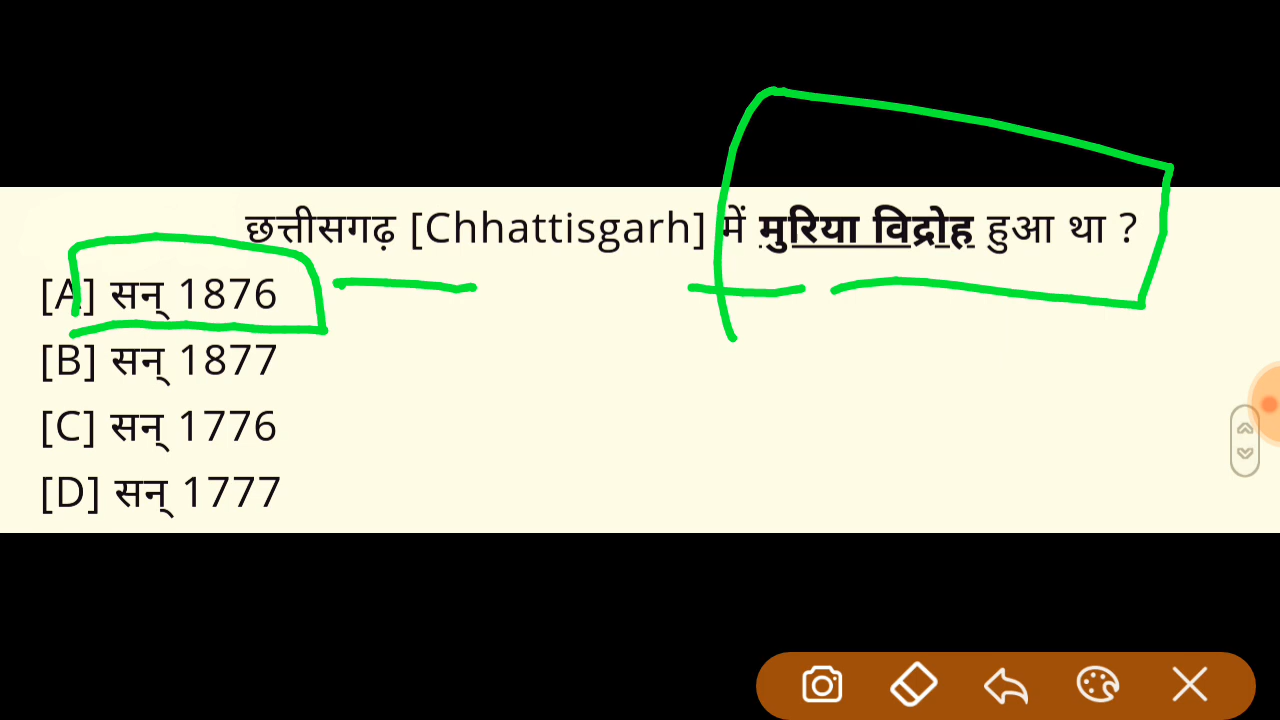 छत्तीसगढ़ [Chhattisgarh] में मुरिया विद्रोह हुआ था ?
[A] सन् 1876
[B] सन् 1877
[C] सन् 1776
[D] सन् 1777